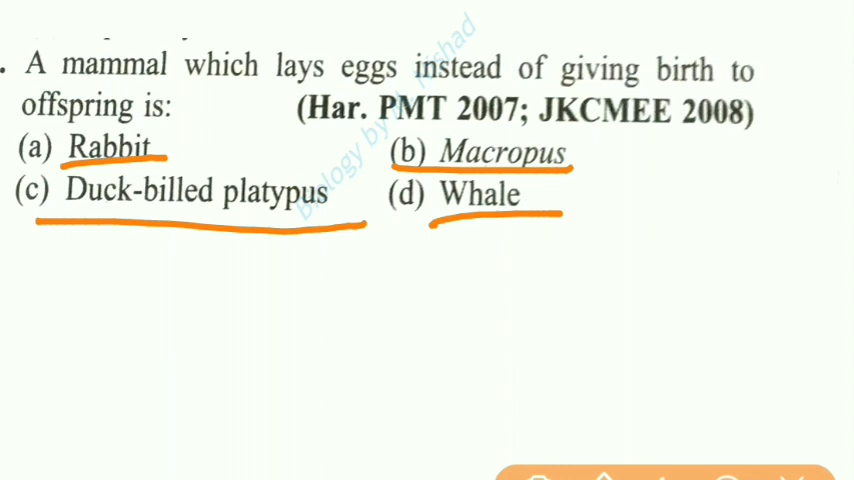 . A mammal which lays eggs instead of giving birth to
offspring is: (Har. PMT 2007; JKCMEE 2008)
(a) Rabbit (b) Macropus
(c) Duck-billed platypus (d) Whale